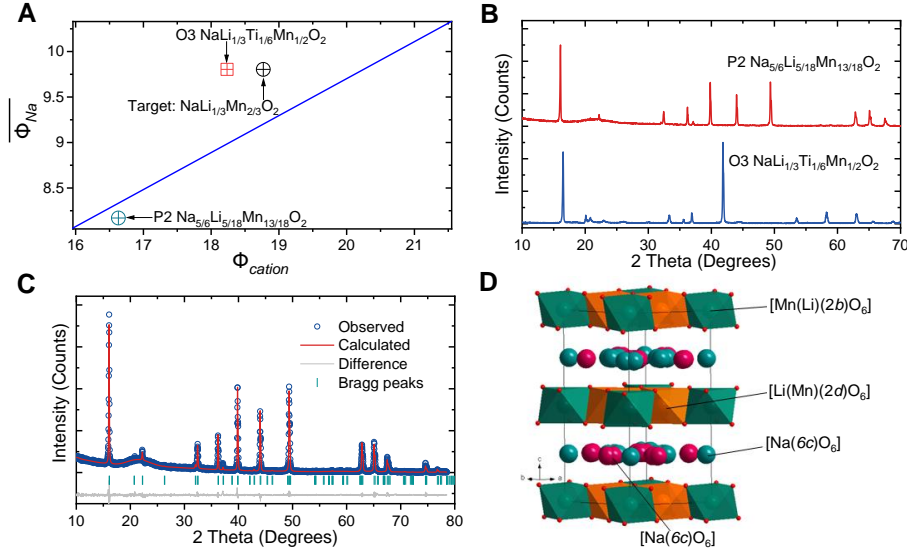 A
O3 NaLi1/3Ti1/6Mn1/2O2
Target: NaLi1/3Mn2/3O2
P2 Na5/6Li5/18Mn13/18O2
10
9.5
9
8.5
16 17 18 19 20 21
Φcation
ΦNa
B
P2 Na5/6Li5/18Mn13/18O2
O3 NaLi1/3Ti1/6Mn1/2O2
Intensity (Counts)
10 20 30 40 50 60 70
2 Theta (Degrees)
C
Observed
Calculated
Difference
Bragg peaks
Intensity (Counts)
10 20 30 40 50 60 70 80
2 Theta (Degrees)
D
[Mn(Li)(2b)O6]
[Li(Mn)(2d)O6]
[Na(6c)O6]
c
b a
[Na(6c)O6]